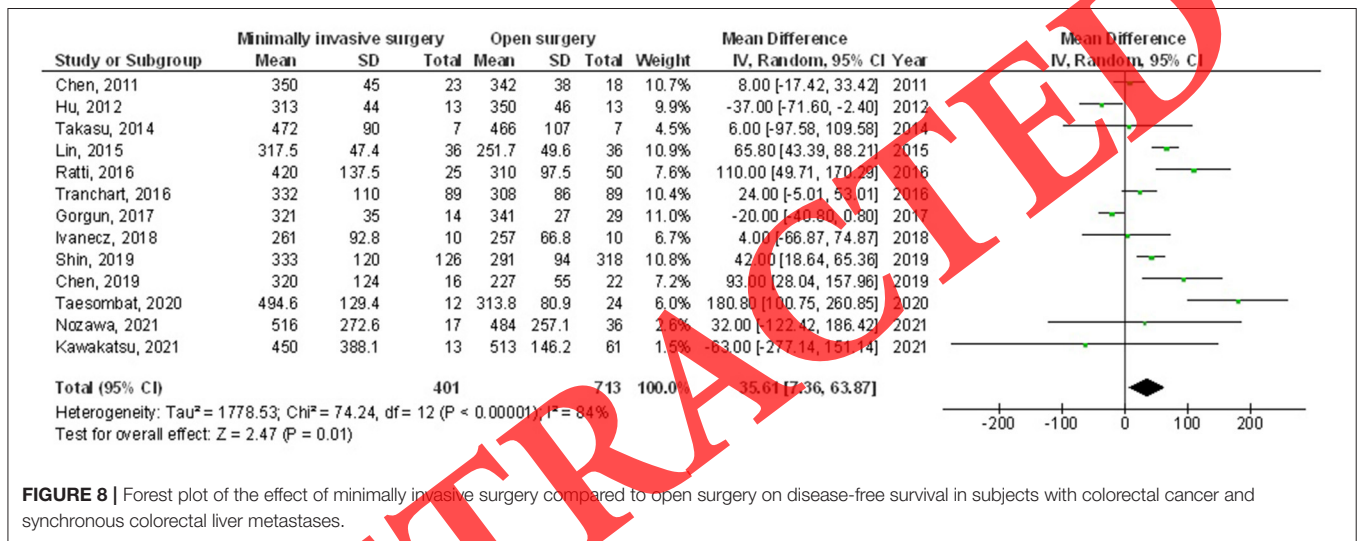 Minimally invasive surgery Open surgery Mean Difference Mean Difference
Study or Subgroup Mean SD Total Mean SD Total Weight IV, Random, 95% CI Year IV, Random, 95% CI
Chen, 2011 350 45 23 342 38 18 10.7% 8.00 [-17.42, 33.42] 2011
Hu, 2012 313 44 13 350 46 13 9.9% -37.00 [-71.60, -2.40] 2012
Takasu, 2014 472 90 7 466 107 7 4.5% 6.00 [-97.58, 109.58] 2014
Lin, 2015 317.5 47.4 36 251.7 49.6 36 10.9% 65.80 [43.39, 88.21] 2015
Ratti, 2016 420 137.5 25 310 97.5 50 7.6% 110.00 [49.71, 170.29] 2016
Tranchart, 2016 332 110 89 308 86 89 10.4% 24.00 [-5.01, 53.01] 2016
Gorgun, 2017 321 35 14 341 27 29 11.0% -20.00 [-40.80, 0.80] 2017
Ivanecz, 2018 261 92.8 10 257 66.8 10 6.7% 4.00 [-66.87, 74.87] 2018
Shin, 2019 333 120 126 291 94 318 10.8% 42.00 [18.64, 65.36] 2019
Chen, 2019 320 124 16 227 55 22 7.2% 93.00 [28.04, 157.96] 2019
Taesombat, 2020 494.6 129.4 12 313.8 80.9 24 6.0% 180.80 [100.75, 260.85] 2020
Nozawa, 2021 516 272.6 17 484 257.1 36 2.6% 32.00 [-122.42, 186.42] 2021
Kawakatsu, 2021 450 388.1 13 513 146.2 61 1.5% -63.00 [-277.14, 151.14] 2021
Total (95% CI) 401 713 100.0% 35.61 [7.36, 63.87]
Heterogeneity: Tau² = 1778.53; Chi² = 74.24, df = 12 (P < 0.00001); I² = 84%
Test for overall effect: Z = 2.47 (P = 0.01)
-200 -100 0 100 200
FIGURE 8 | Forest plot of the effect of minimally invasive surgery compared to open surgery on disease-free survival in subjects with colorectal cancer and
synchronous colorectal liver metastases.
TRACTED